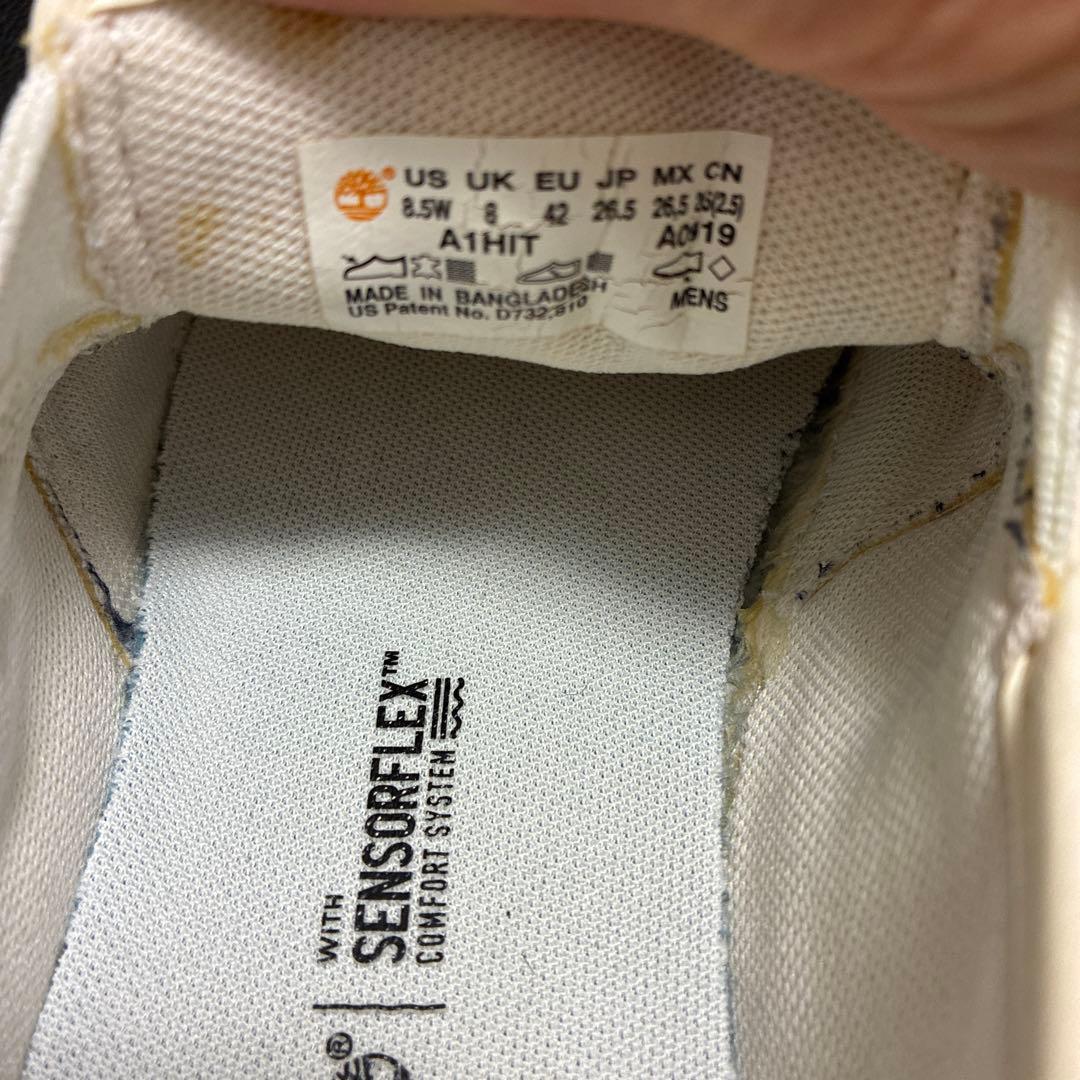 US UK EU JP MX CN
8.5W 8 42 26.5 26.5
A1HIT
MADE IN BANGLADESH
MENS
US Patent No. D732,810
WITH
SENSORFLEX™
COMFORT SYSTEM
®